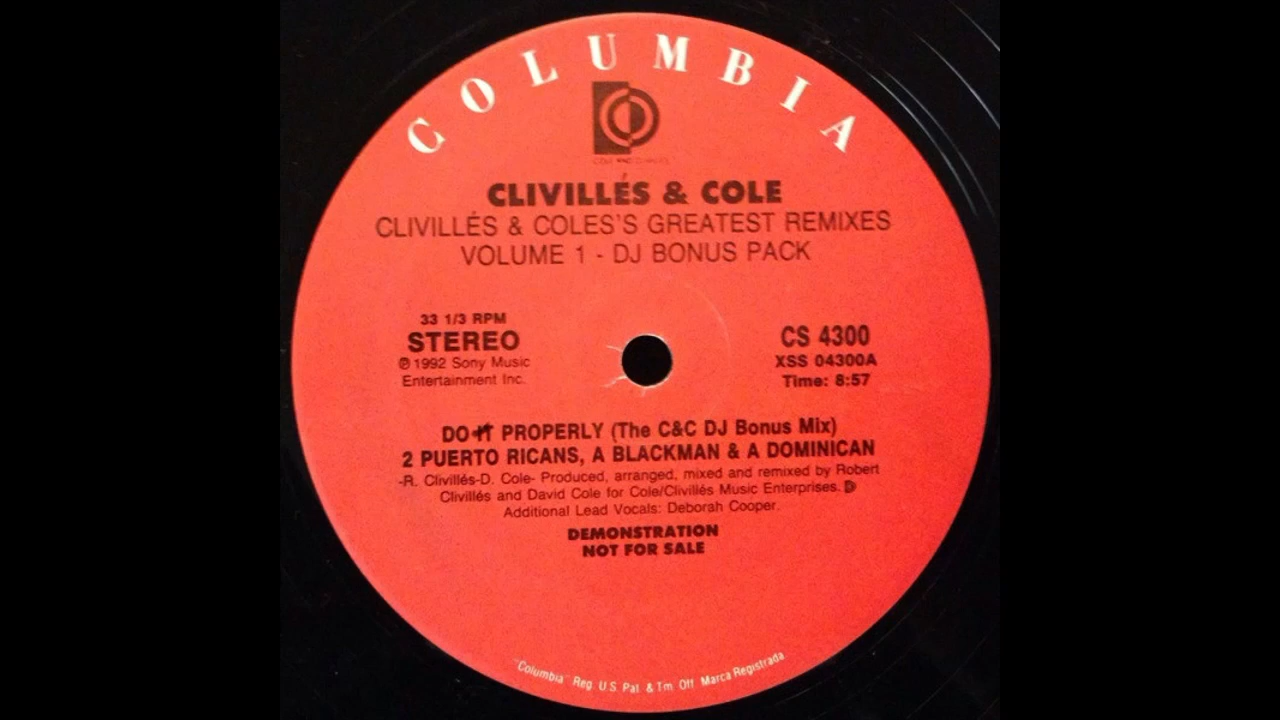 COLUMBIA
COLE AND CLIVILLÉS
CLIVILLÉS & COLE
CLIVILLÉS & COLES'S GREATEST REMIXES
VOLUME 1 - DJ BONUS PACK
33 1/3 RPM
STEREO
℗ 1992 Sony Music
Entertainment Inc.
CS 4300
XSS 04300A
Time: 8:57
DO IT PROPERLY (The C&C DJ Bonus Mix)
2 PUERTO RICANS, A BLACKMAN & A DOMINICAN
-R. Clivillés-D. Cole- Produced, arranged, mixed and remixed by Robert
Clivillés and David Cole for Cole/Clivillés Music Enterprises.
Additional Lead Vocals: Deborah Cooper.
DEMONSTRATION
NOT FOR SALE
"Columbia" Reg. U.S. Pat. & Tm. Off. Marca Registrada